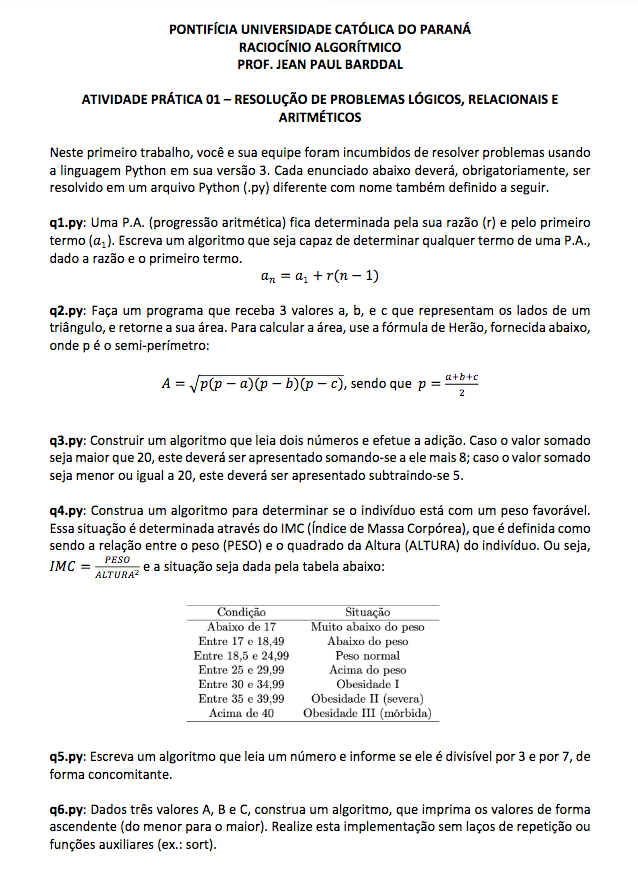 PONTIFÍCIA UNIVERSIDADE CATÓLICA DO PARANÁ
RACIOCÍNIO ALGORÍTMICO
PROF. JEAN PAUL BARDDAL
ATIVIDADE PRÁTICA 01 – RESOLUÇÃO DE PROBLEMAS LÓGICOS, RELACIONAIS E
ARITMÉTICOS
Neste primeiro trabalho, você e sua equipe foram incumbidos de resolver problemas usando
a linguagem Python em sua versão 3. Cada enunciado abaixo deverá, obrigatoriamente, ser
resolvido em um arquivo Python (.py) diferente com nome também definido a seguir.
q1.py: Uma P.A. (progressão aritmética) fica determinada pela sua razão (r) e pelo primeiro
termo (a₁). Escreva um algoritmo que seja capaz de determinar qualquer termo de uma P.A.,
dado a razão e o primeiro termo.
aₙ = a₁ + r(n − 1)
q2.py: Faça um programa que receba 3 valores a, b, e c que representam os lados de um
triângulo, e retorne a sua área. Para calcular a área, use a fórmula de Herão, fornecida abaixo,
onde p é o semi-perímetro:
A = √p(p − a)(p − b)(p − c), sendo que p = a+b+c/2
q3.py: Construir um algoritmo que leia dois números e efetue a adição. Caso o valor somado
seja maior que 20, este deverá ser apresentado somando-se a ele mais 8; caso o valor somado
seja menor ou igual a 20, este deverá ser apresentado subtraindo-se 5.
q4.py: Construa um algoritmo para determinar se o indivíduo está com um peso favorável.
Essa situação é determinada através do IMC (Índice de Massa Corpórea), que é definida como
sendo a relação entre o peso (PESO) e o quadrado da Altura (ALTURA) do indivíduo. Ou seja,
IMC = PESO/ALTURA² e a situação seja dada pela tabela abaixo:
Condição Situação
Abaixo de 17 Muito abaixo do peso
Entre 17 e 18,49 Abaixo do peso
Entre 18,5 e 24,99 Peso normal
Entre 25 e 29,99 Acima do peso
Entre 30 e 34,99 Obesidade I
Entre 35 e 39,99 Obesidade II (severa)
Acima de 40 Obesidade III (mórbida)
q5.py: Escreva um algoritmo que leia um número e informe se ele é divisível por 3 e por 7, de
forma concomitante.
q6.py: Dados três valores A, B e C, construa um algoritmo, que imprima os valores de forma
ascendente (do menor para o maior). Realize esta implementação sem laços de repetição ou
funções auxiliares (ex.: sort).